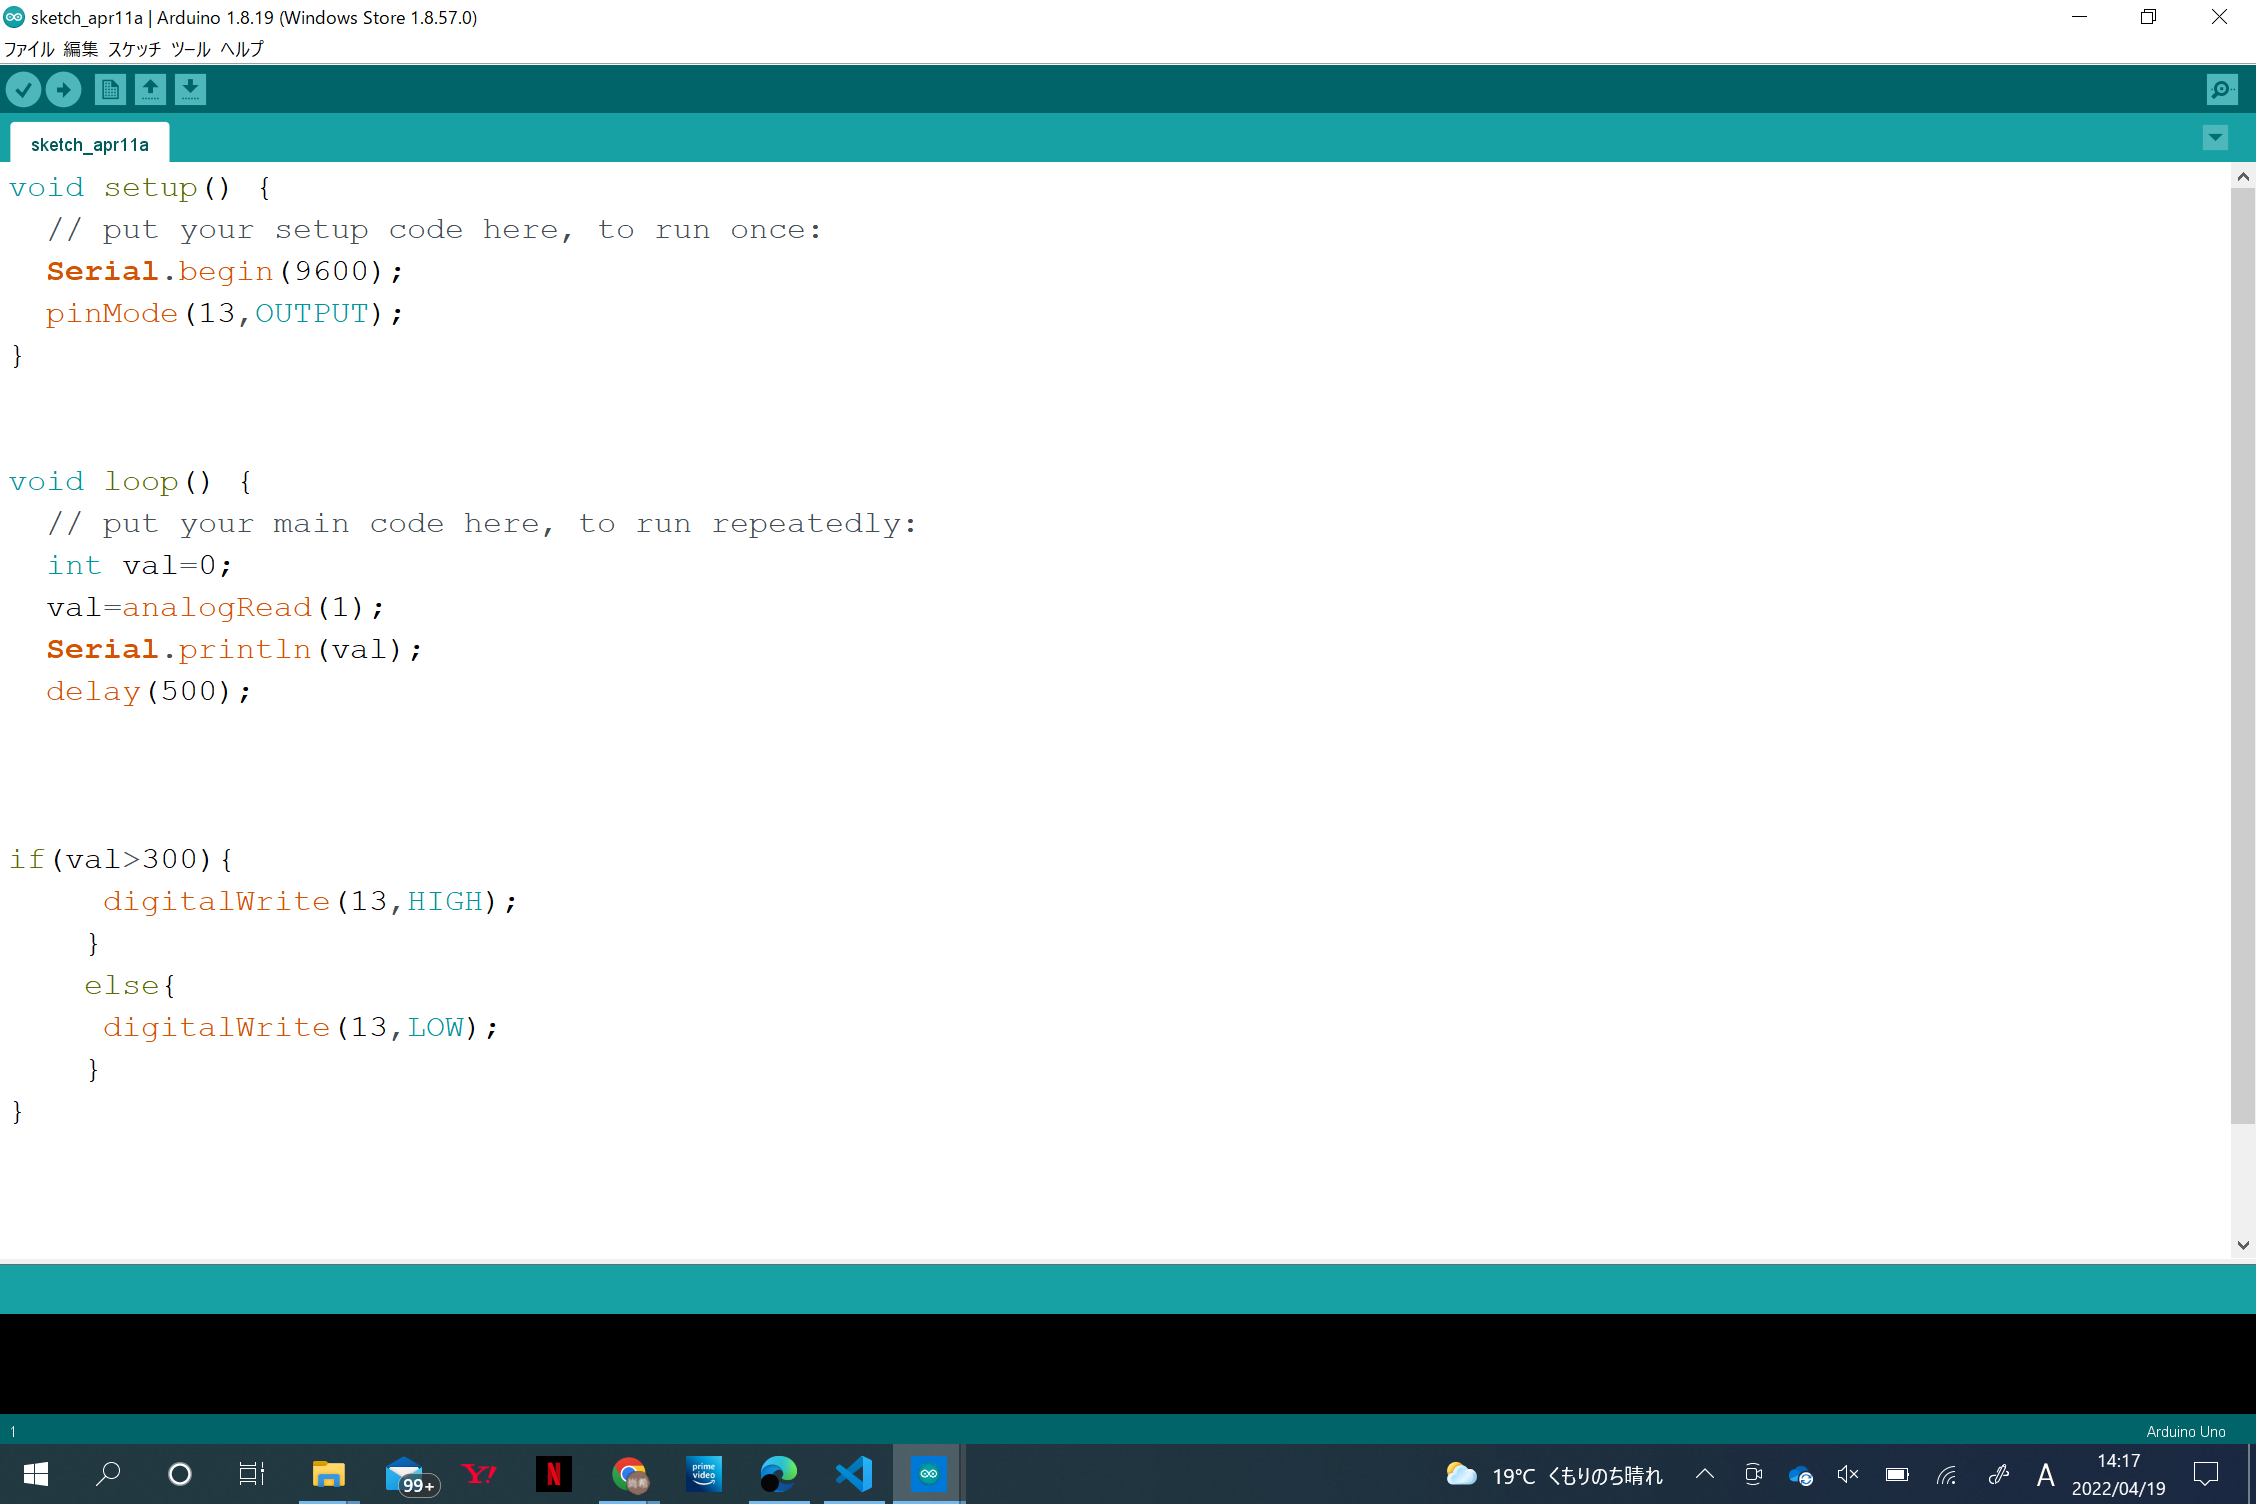 sketch_apr11a | Arduino 1.8.19 (Windows Store 1.8.57.0)
ファイル 編集 スケッチ ツール ヘルプ
sketch_apr11a
void setup() {
  // put your setup code here, to run once:
  Serial.begin(9600);
  pinMode(13,OUTPUT);
}
void loop() {
  // put your main code here, to run repeatedly:
  int val=0;
  val=analogRead(1);
  Serial.println(val);
  delay(500);
if(val>300){
     digitalWrite(13,HIGH);
    }
    else{
     digitalWrite(13,LOW);
    }
}
1
Arduino Uno
99+
Y!
N
prime video
19°C くもりのち晴れ
A
14:17
2022/04/19